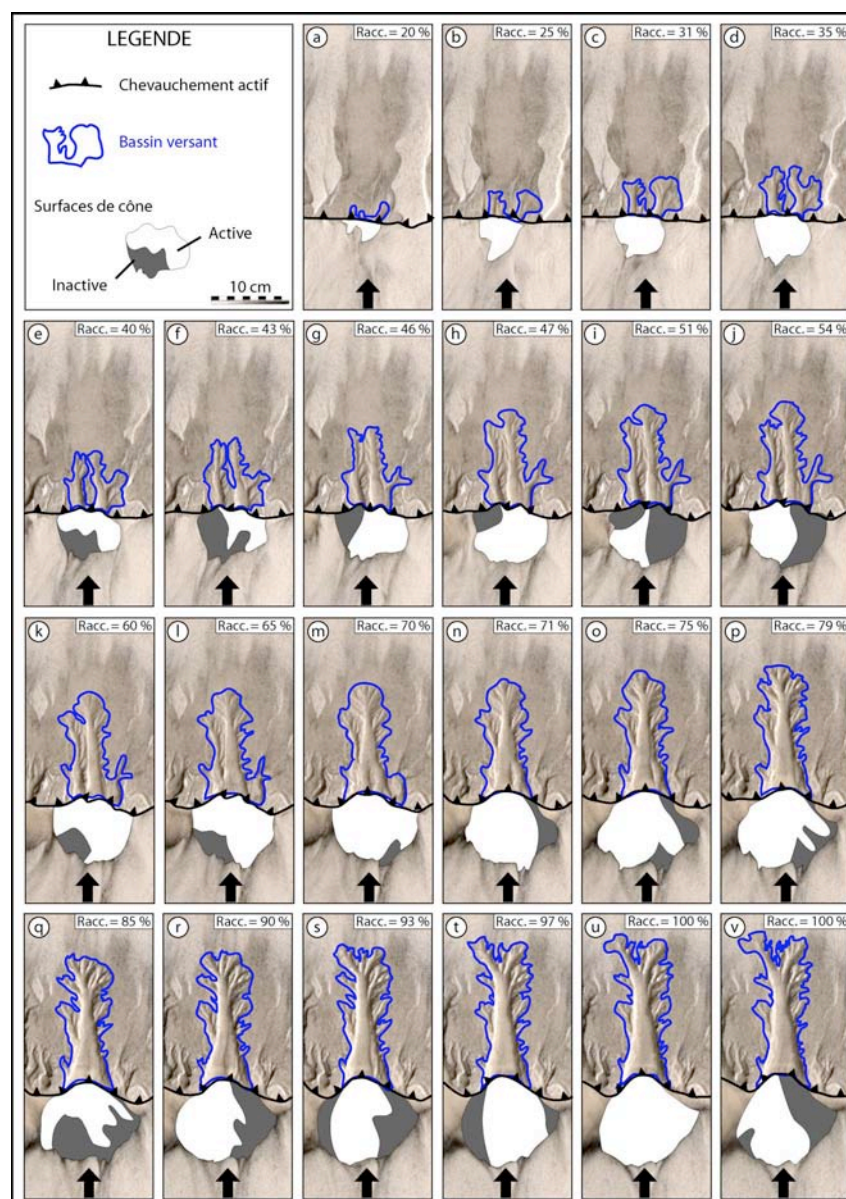 LEGENDE
Chevauchement actif
Bassin versant
Surfaces de cône
Active
Inactive
10 cm
a Racc. = 20 %
b Racc. = 25 %
c Racc. = 31 %
d Racc. = 35 %
e Racc. = 40 %
f Racc. = 43 %
g Racc. = 46 %
h Racc. = 47 %
i Racc. = 51 %
j Racc. = 54 %
k Racc. = 60 %
l Racc. = 65 %
m Racc. = 70 %
n Racc. = 71 %
o Racc. = 75 %
p Racc. = 79 %
q Racc. = 85 %
r Racc. = 90 %
s Racc. = 93 %
t Racc. = 97 %
u Racc. = 100 %
v Racc. = 100 %